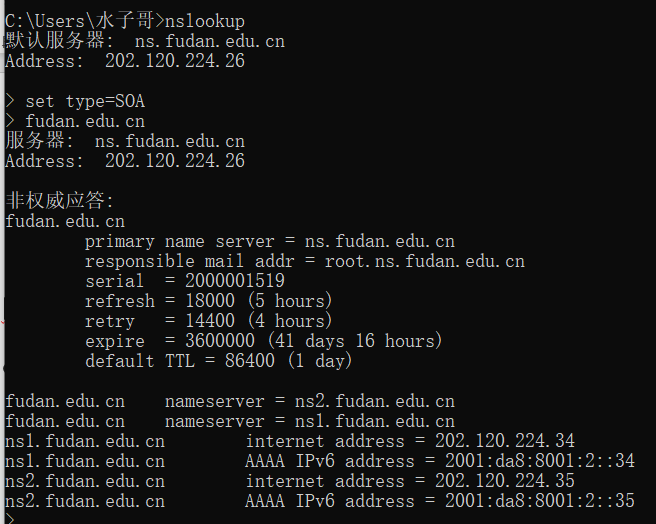 C:\Users\水子哥>nslookup
默认服务器:  ns.fudan.edu.cn
Address:  202.120.224.26
> set type=SOA
> fudan.edu.cn
服务器:  ns.fudan.edu.cn
Address:  202.120.224.26
非权威应答:
fudan.edu.cn
        primary name server = ns.fudan.edu.cn
        responsible mail addr = root.ns.fudan.edu.cn
        serial  = 2000001519
        refresh = 18000 (5 hours)
        retry   = 14400 (4 hours)
        expire  = 3600000 (41 days 16 hours)
        default TTL = 86400 (1 day)
fudan.edu.cn    nameserver = ns2.fudan.edu.cn
fudan.edu.cn    nameserver = ns1.fudan.edu.cn
ns1.fudan.edu.cn        internet address = 202.120.224.34
ns1.fudan.edu.cn        AAAA IPv6 address = 2001:da8:8001:2::34
ns2.fudan.edu.cn        internet address = 202.120.224.35
ns2.fudan.edu.cn        AAAA IPv6 address = 2001:da8:8001:2::35
>